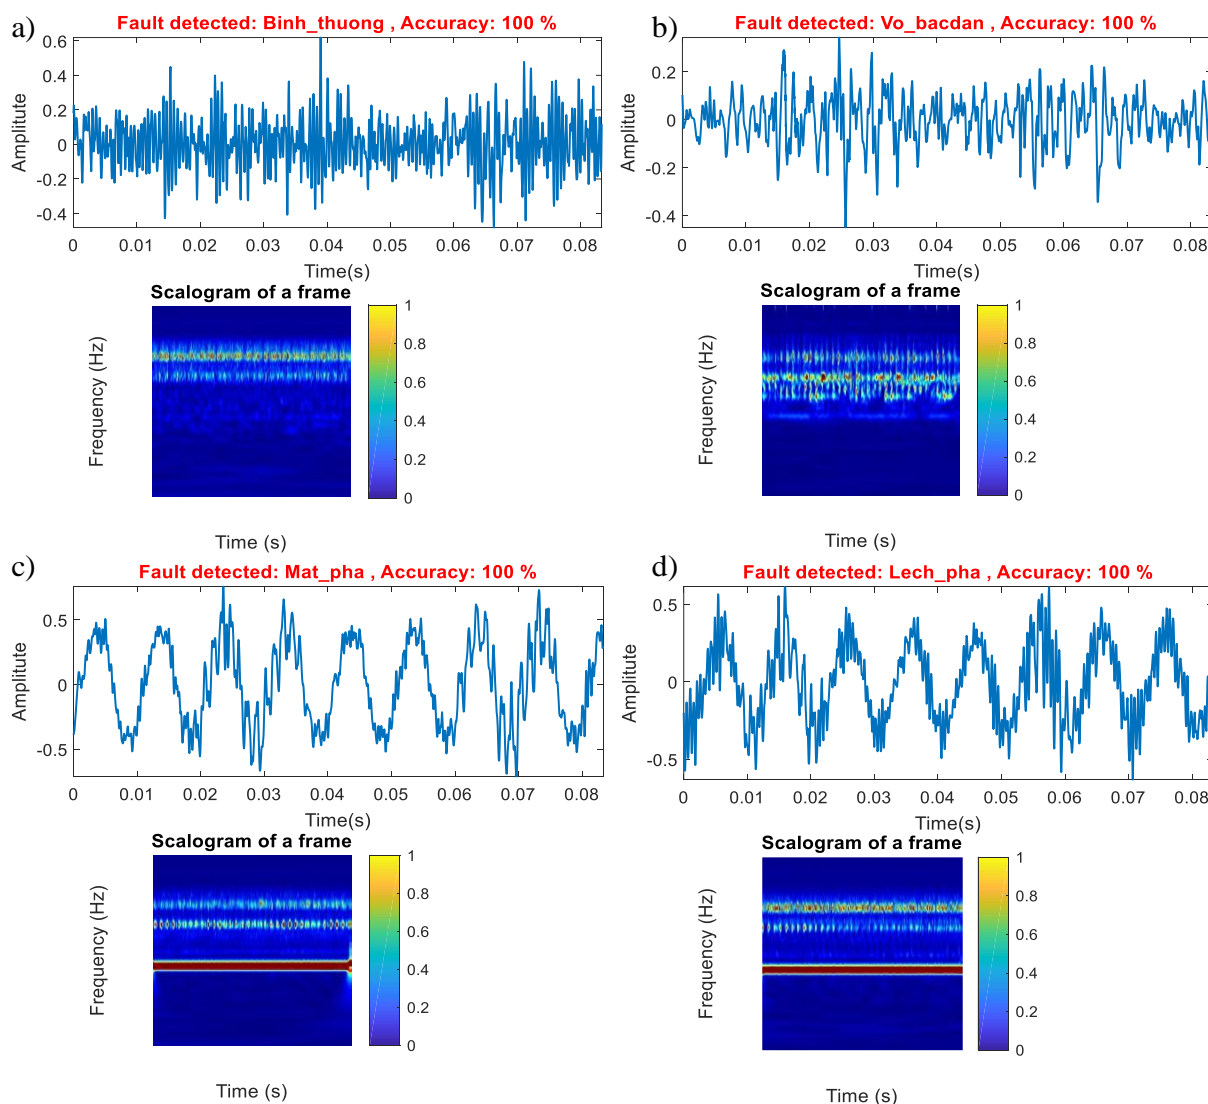 a)
Fault detected: Binh_thuong , Accuracy: 100 %
0.6
0.4
0.2
0
-0.2
-0.4
Amplitute
0 0.01 0.02 0.03 0.04 0.05 0.06 0.07 0.08
Time(s)
Scalogram of a frame
Frequency (Hz)
1
0.8
0.6
0.4
0.2
0
Time (s)
b)
Fault detected: Vo_bacdan , Accuracy: 100 %
0.2
0
-0.2
-0.4
Amplitute
0 0.01 0.02 0.03 0.04 0.05 0.06 0.07 0.08
Time(s)
Scalogram of a frame
Frequency (Hz)
1
0.8
0.6
0.4
0.2
0
Time (s)
c)
Fault detected: Mat_pha , Accuracy: 100 %
0.5
0
-0.5
Amplitute
0 0.01 0.02 0.03 0.04 0.05 0.06 0.07 0.08
Time(s)
Scalogram of a frame
Frequency (Hz)
1
0.8
0.6
0.4
0.2
0
Time (s)
d)
Fault detected: Lech_pha , Accuracy: 100 %
0.5
0
-0.5
Amplitute
0 0.01 0.02 0.03 0.04 0.05 0.06 0.07 0.08
Time(s)
Scalogram of a frame
Frequency (Hz)
1
0.8
0.6
0.4
0.2
0
Time (s)